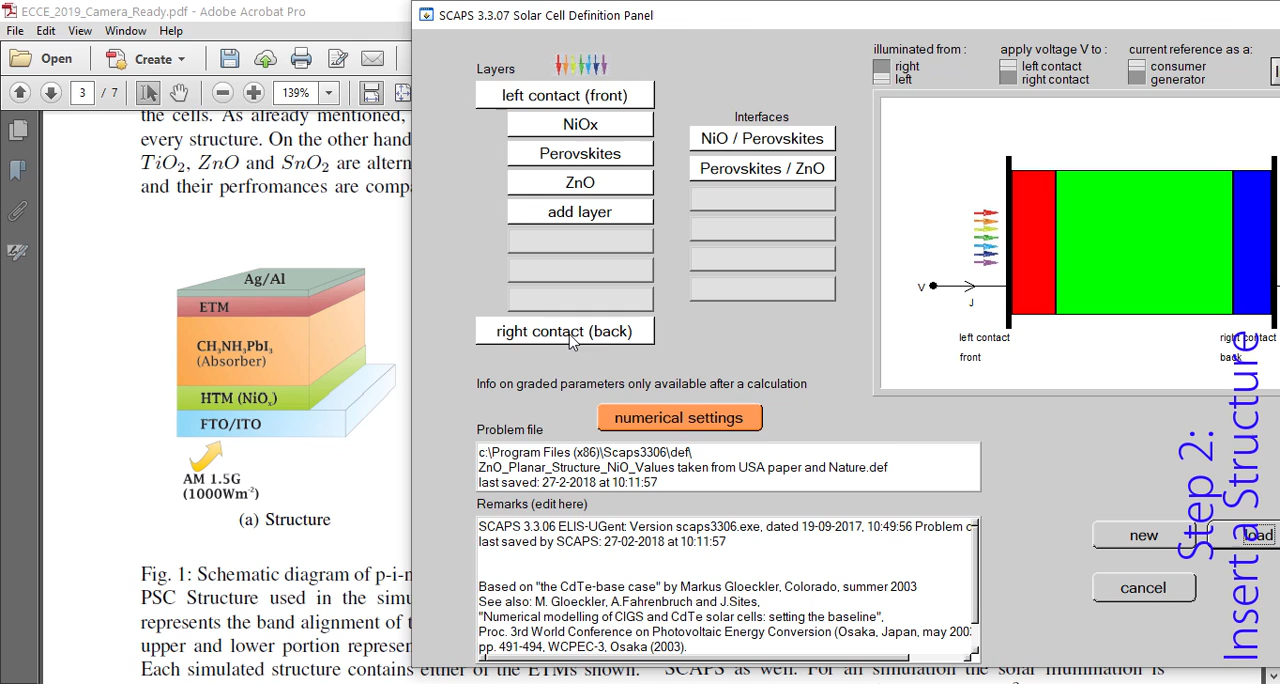 ECCE_2019_Camera_Ready.pdf - Adobe Acrobat Pro
File Edit View Window Help
Open Create
3 / 7 139%
the cells. As already mentioned,
every structure. On the other hand
TiO2, ZnO and SnO2 are altern
and their perfromances are comp
Ag/Al
ETM
CH3NH3PbI3
(Absorber)
HTM (NiOx)
FTO/ITO
AM 1.5G
(1000Wm-2)
(a) Structure
Fig. 1: Schematic diagram of p-i-n
PSC Structure used in the simu
represents the band alignment of t
upper and lower portion represen
Each simulated structure contains either of the ETMs shown.
SCAPS as well. For an simulation the solar illumination is
SCAPS 3.3.07 Solar Cell Definition Panel
Layers
left contact (front)
NiOx
Perovskites
ZnO
add layer
right contact (back)
Interfaces
NiO / Perovskites
Perovskites / ZnO
illuminated from :
right
left
apply voltage V to :
left contact
right contact
current reference as a:
consumer
generator
V
J
left contact
front
right contact
back
Info on graded parameters only available after a calculation
numerical settings
Problem file
c:\Program Files (x86)\Scaps3306\def\
ZnO_Planar_Structure_NiO_Values taken from USA paper and Nature.def
last saved: 27-2-2018 at 10:11:57
Remarks (edit here)
SCAPS 3.3.06 ELIS-UGent: Version scaps3306.exe, dated 19-09-2017, 10:49:56 Problem c
last saved by SCAPS: 27-02-2018 at 10:11:57
Based on "the CdTe-base case" by Markus Gloeckler, Colorado, summer 2003
See also: M. Gloeckler, A.Fahrenbruch and J.Sites,
"Numerical modelling of CIGS and CdTe solar cells: setting the baseline",
Proc. 3rd World Conference on Photovoltaic Energy Conversion (Osaka, Japan, may 200
pp. 491-494, WCPEC-3, Osaka (2003).
new
load
cancel
Step 2:
Insert a Structure